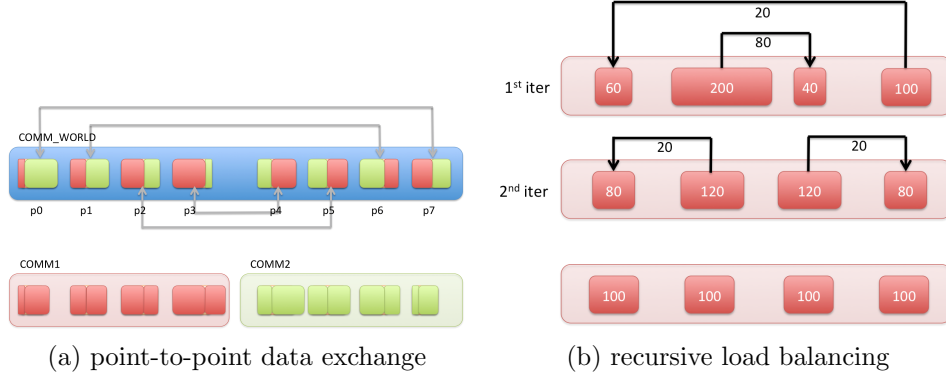 COMM_WORLD
p0 p1 p2 p3 p4 p5 p6 p7
COMM1
COMM2
(a) point-to-point data exchange
20
80
1st iter
60 200 40 100
20 20
2nd iter
80 120 120 80
100 100 100 100
(b) recursive load balancing